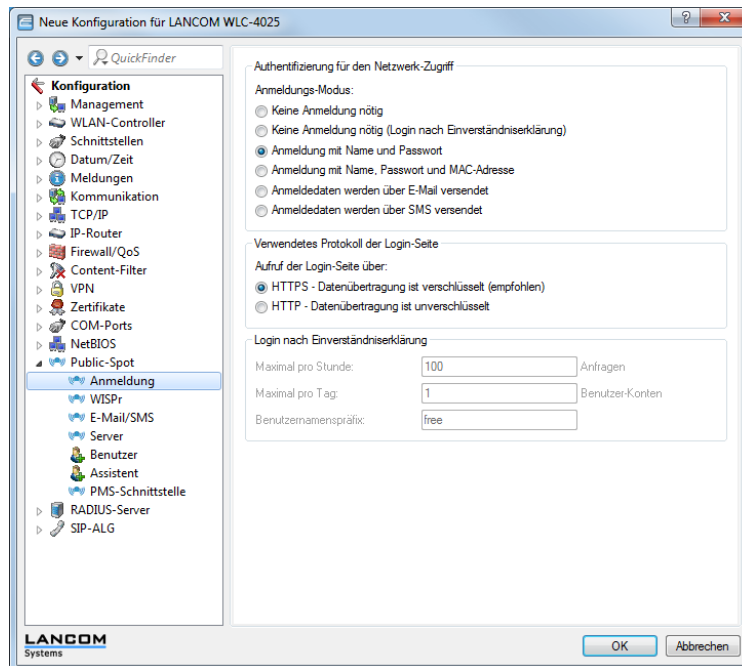 Neue Konfiguration für LANCOM WLC-4025
QuickFinder
Konfiguration
Management
WLAN-Controller
Schnittstellen
Datum/Zeit
Meldungen
Kommunikation
TCP/IP
IP-Router
Firewall/QoS
Content-Filter
VPN
Zertifikate
COM-Ports
NetBIOS
Public-Spot
Anmeldung
WISPr
E-Mail/SMS
Server
Benutzer
Assistent
PMS-Schnittstelle
RADIUS-Server
SIP-ALG
Authentifizierung für den Netzwerk-Zugriff
Anmeldungs-Modus:
Keine Anmeldung nötig
Keine Anmeldung nötig (Login nach Einverständniserklärung)
Anmeldung mit Name und Passwort
Anmeldung mit Name, Passwort und MAC-Adresse
Anmeldedaten werden über E-Mail versendet
Anmeldedaten werden über SMS versendet
Verwendetes Protokoll der Login-Seite
Aufruf der Login-Seite über:
HTTPS - Datenübertragung ist verschlüsselt (empfohlen)
HTTP - Datenübertragung ist unverschlüsselt
Login nach Einverständniserklärung
Maximal pro Stunde: 100 Anfragen
Maximal pro Tag: 1 Benutzer-Konten
Benutzernamenspräfix: free
LANCOM
Systems
OK Abbrechen